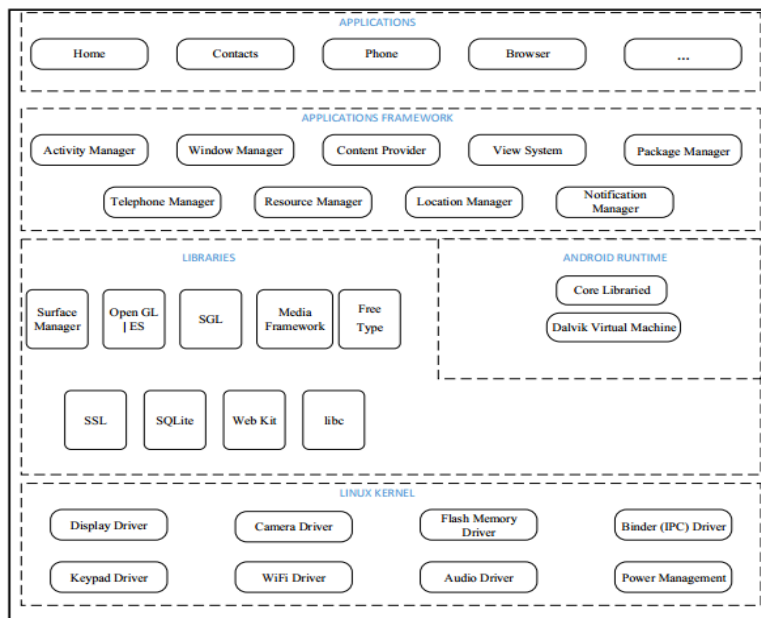 APPLICATIONS
Home
Contacts
Phone
Browser
...
APPLICATIONS FRAMEWORK
Activity Manager
Window Manager
Content Provider
View System
Package Manager
Telephone Manager
Resource Manager
Location Manager
Notification
Manager
LIBRARIES
Surface
Manager
Open GL
| ES
SGL
Media
Framework
Free
Type
SSL
SQLite
Web Kit
libc
ANDROID RUNTIME
Core Libraried
Dalvik Virtual Machine
LINUX KERNEL
Display Driver
Camera Driver
Flash Memory
Driver
Binder (IPC) Driver
Keypad Driver
WiFi Driver
Audio Driver
Power Management